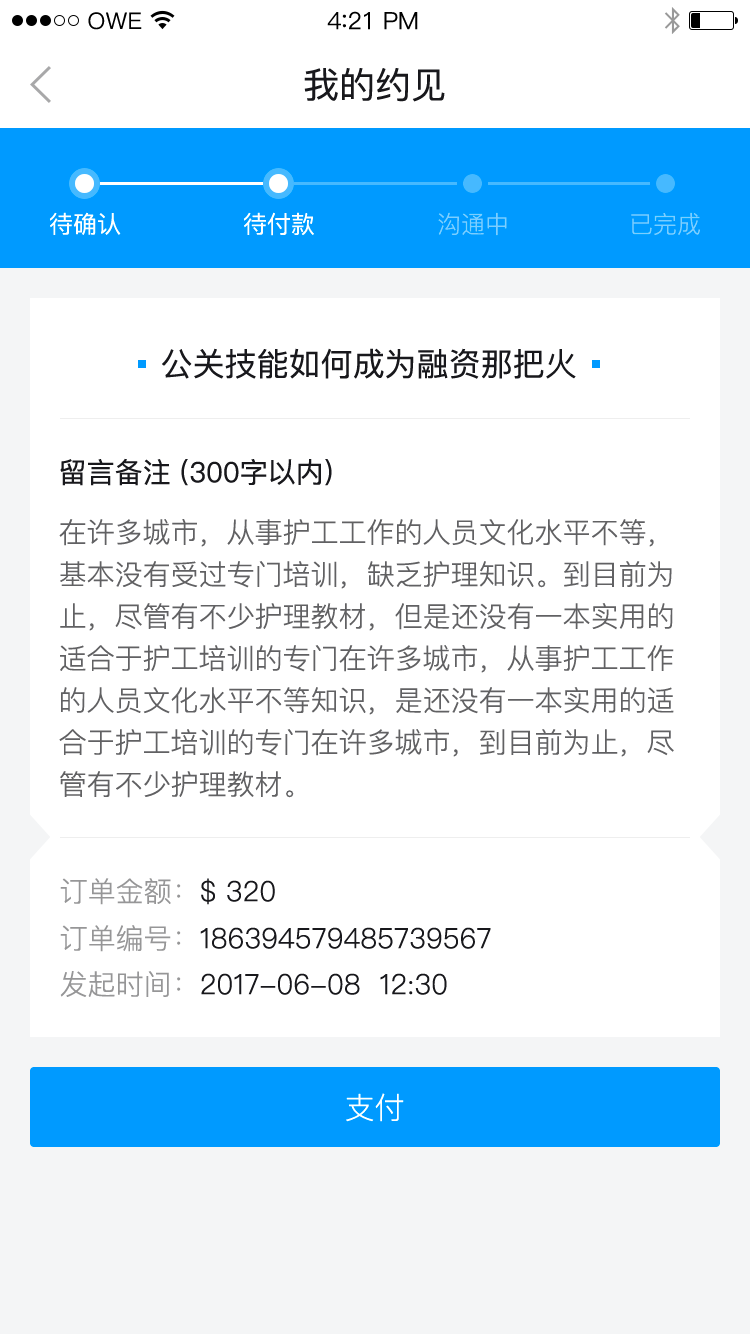 OWE 4:21 PM
我的约见
待确认 待付款 沟通中 已完成
公关技能如何成为融资那把火
留言备注 (300字以内)
在许多城市，从事护工工作的人员文化水平不等，
基本没有受过专门培训，缺乏护理知识。到目前为
止，尽管有不少护理教材，但是还没有一本实用的
适合于护工培训的专门在许多城市，从事护工工作
的人员文化水平不等知识，是还没有一本实用的适
合于护工培训的专门在许多城市，到目前为止，尽
管有不少护理教材。
订单金额：$ 320
订单编号：186394579485739567
发起时间：2017-06-08 12:30
支付